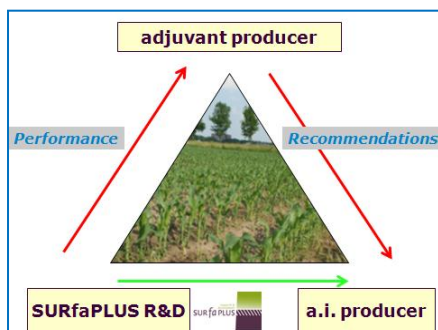 adjuvant producer
Performance
Recommendations
SURfaPLUS R&D
SURfaPLUS
a.i. producer